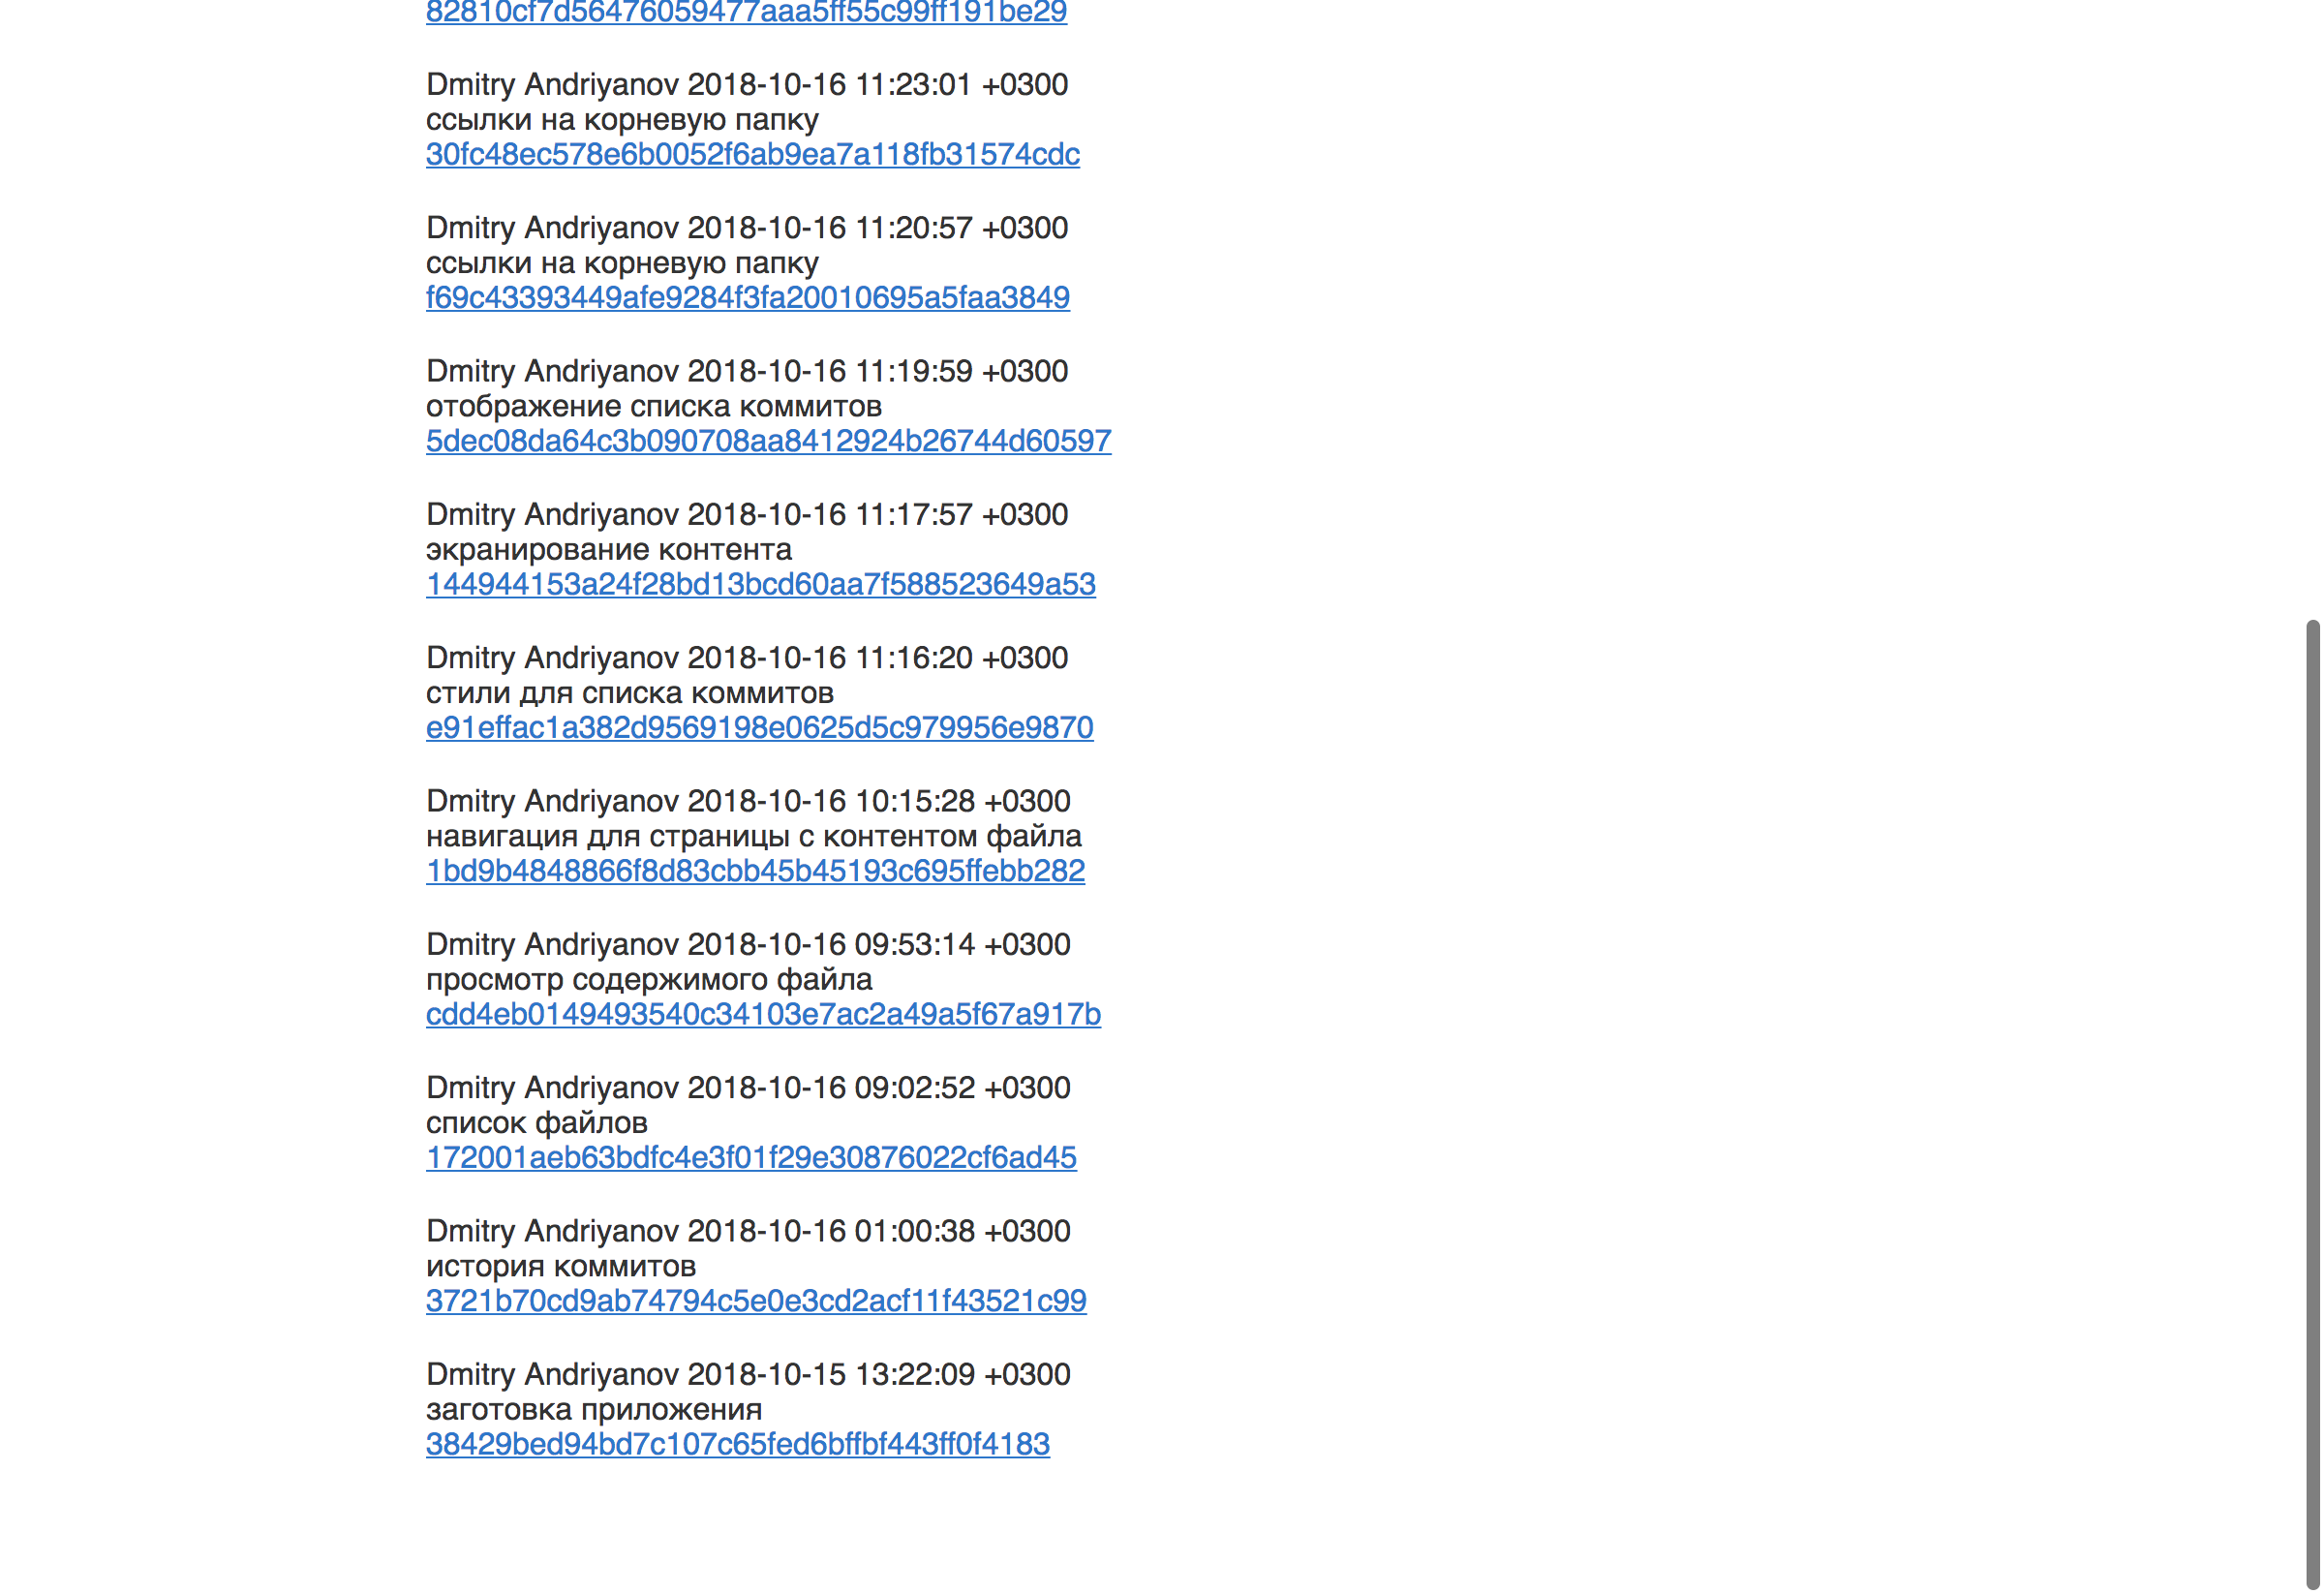 82810cf7d56476059477aaa5ff55c99ff191be29
Dmitry Andriyanov 2018-10-16 11:23:01 +0300
ссылки на корневую папку
30fc48ec578e6b0052f6ab9ea7a118fb31574cdc
Dmitry Andriyanov 2018-10-16 11:20:57 +0300
ссылки на корневую папку
f69c43393449afe9284f3fa20010695a5faa3849
Dmitry Andriyanov 2018-10-16 11:19:59 +0300
отображение списка коммитов
5dec08da64c3b090708aa8412924b26744d60597
Dmitry Andriyanov 2018-10-16 11:17:57 +0300
экранирование контента
144944153a24f28bd13bcd60aa7f588523649a53
Dmitry Andriyanov 2018-10-16 11:16:20 +0300
стили для списка коммитов
e91effac1a382d9569198e0625d5c979956e9870
Dmitry Andriyanov 2018-10-16 10:15:28 +0300
навигация для страницы с контентом файла
1bd9b4848866f8d83cbb45b45193c695ffebb282
Dmitry Andriyanov 2018-10-16 09:53:14 +0300
просмотр содержимого файла
cdd4eb0149493540c34103e7ac2a49a5f67a917b
Dmitry Andriyanov 2018-10-16 09:02:52 +0300
список файлов
172001aeb63bdfc4e3f01f29e30876022cf6ad45
Dmitry Andriyanov 2018-10-16 01:00:38 +0300
история коммитов
3721b70cd9ab74794c5e0e3cd2acf11f43521c99
Dmitry Andriyanov 2018-10-15 13:22:09 +0300
заготовка приложения
38429bed94bd7c107c65fed6bffbf443ff0f4183